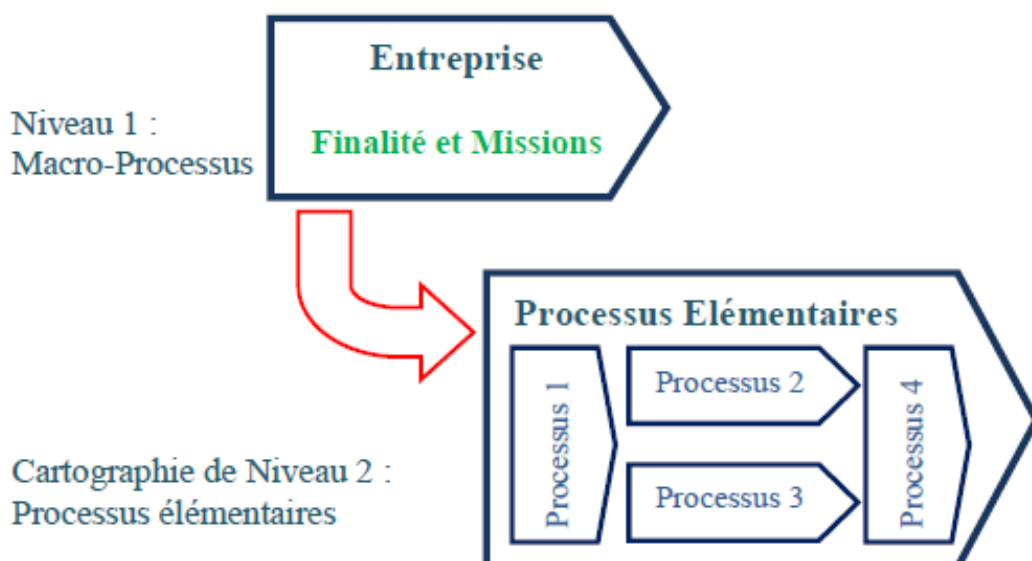 Entreprise
Niveau 1 :
Macro-Processus
Finalité et Missions
Processus Elémentaires
Processus 1
Processus 2
Processus 3
Processus 4
Cartographie de Niveau 2 :
Processus élémentaires